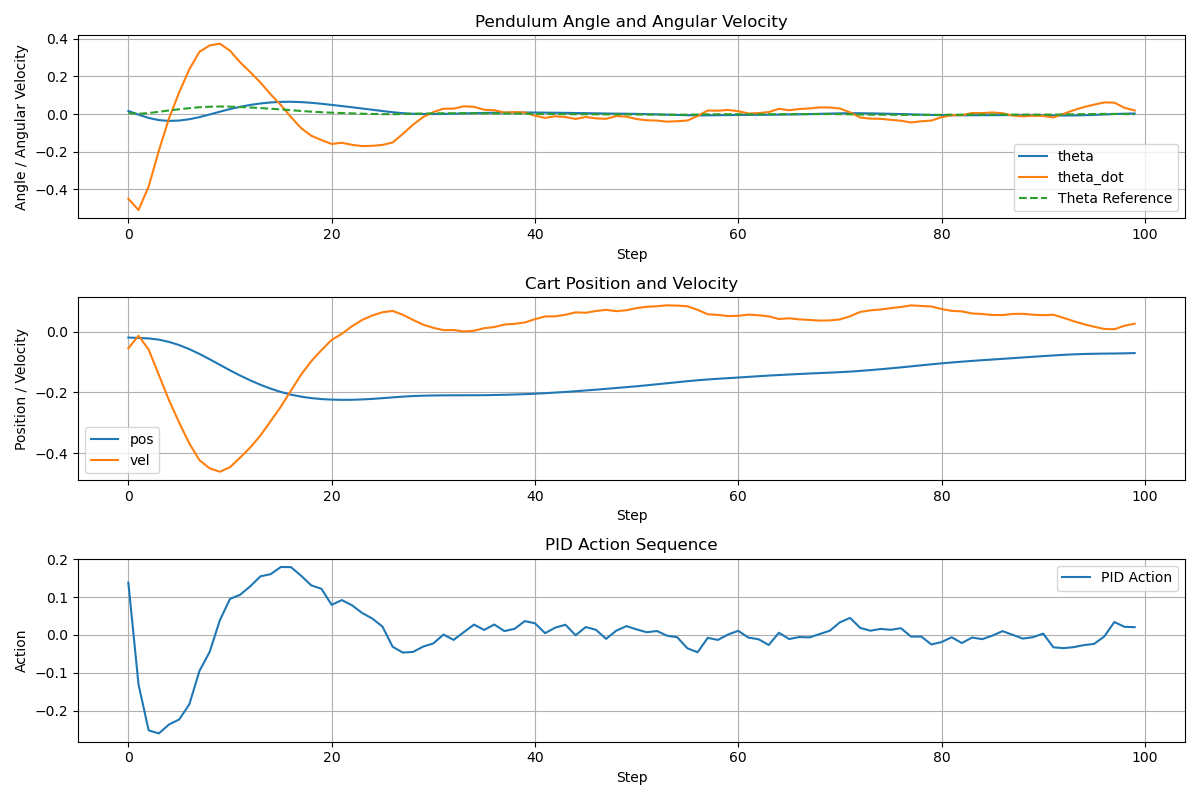 Pendulum Angle and Angular Velocity
Angle / Angular Velocity
0.4
0.2
0.0
−0.2
−0.4
theta
theta_dot
Theta Reference
0 20 40 60 80 100
Step
Cart Position and Velocity
Position / Velocity
0.0
−0.2
−0.4
pos
vel
0 20 40 60 80 100
Step
PID Action Sequence
Action
0.2
0.1
0.0
−0.1
−0.2
PID Action
0 20 40 60 80 100
Step